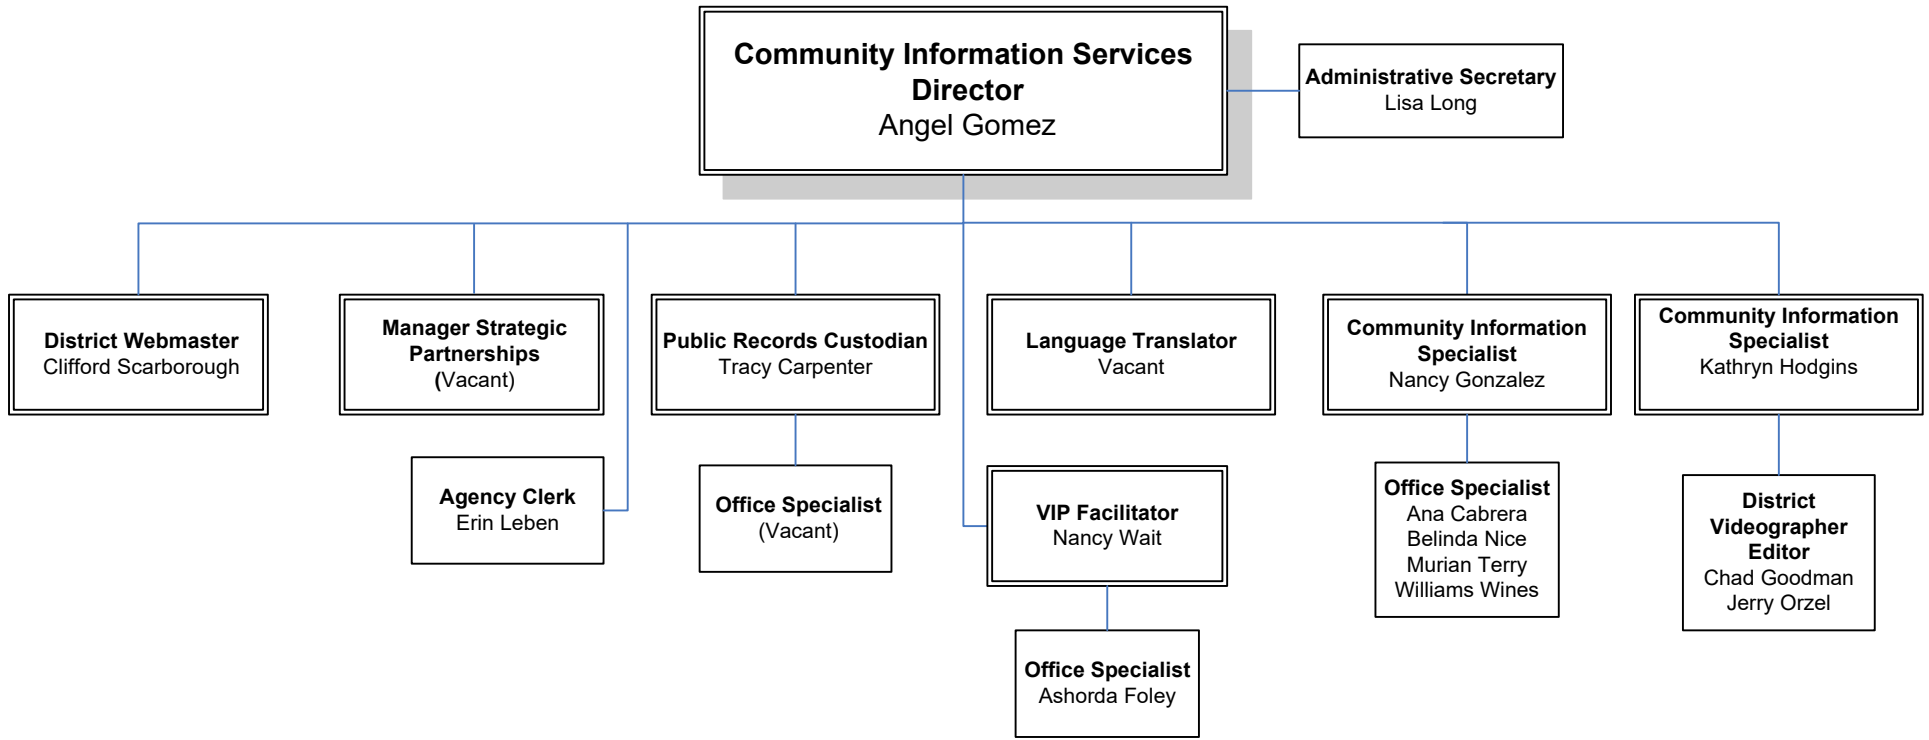 Community Information Services
Director
Angel Gomez
Administrative Secretary
Lisa Long
District Webmaster
Clifford Scarborough
Manager Strategic
Partnerships
(Vacant)
Public Records Custodian
Tracy Carpenter
Language Translator
Vacant
Community Information
Specialist
Nancy Gonzalez
Community Information
Specialist
Kathryn Hodgins
Agency Clerk
Erin Leben
Office Specialist
(Vacant)
VIP Facilitator
Nancy Wait
Office Specialist
Ana Cabrera
Belinda Nice
Murian Terry
Williams Wines
District
Videographer
Editor
Chad Goodman
Jerry Orzel
Office Specialist
Ashorda Foley